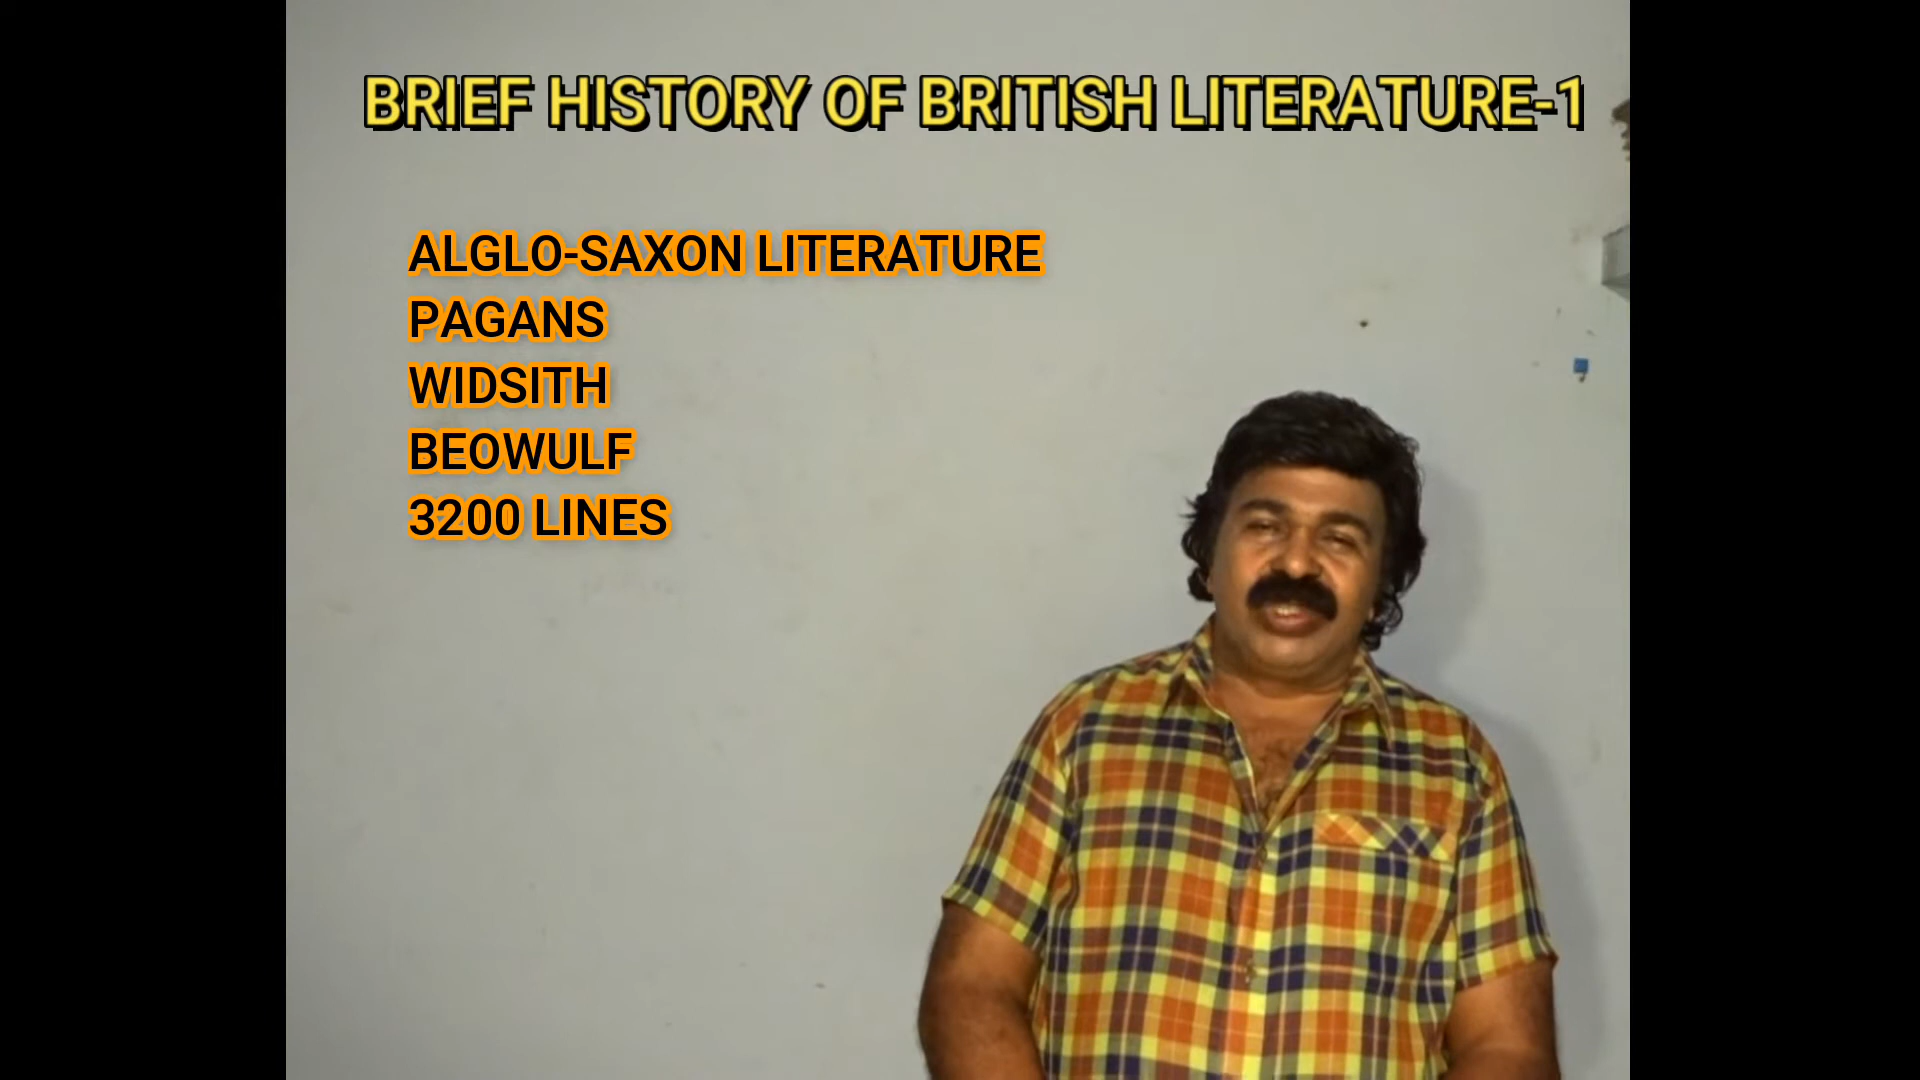 BRIEF HISTORY OF BRITISH LITERATURE-1
ALGLO-SAXON LITERATURE
PAGANS
WIDSITH
BEOWULF
3200 LINES